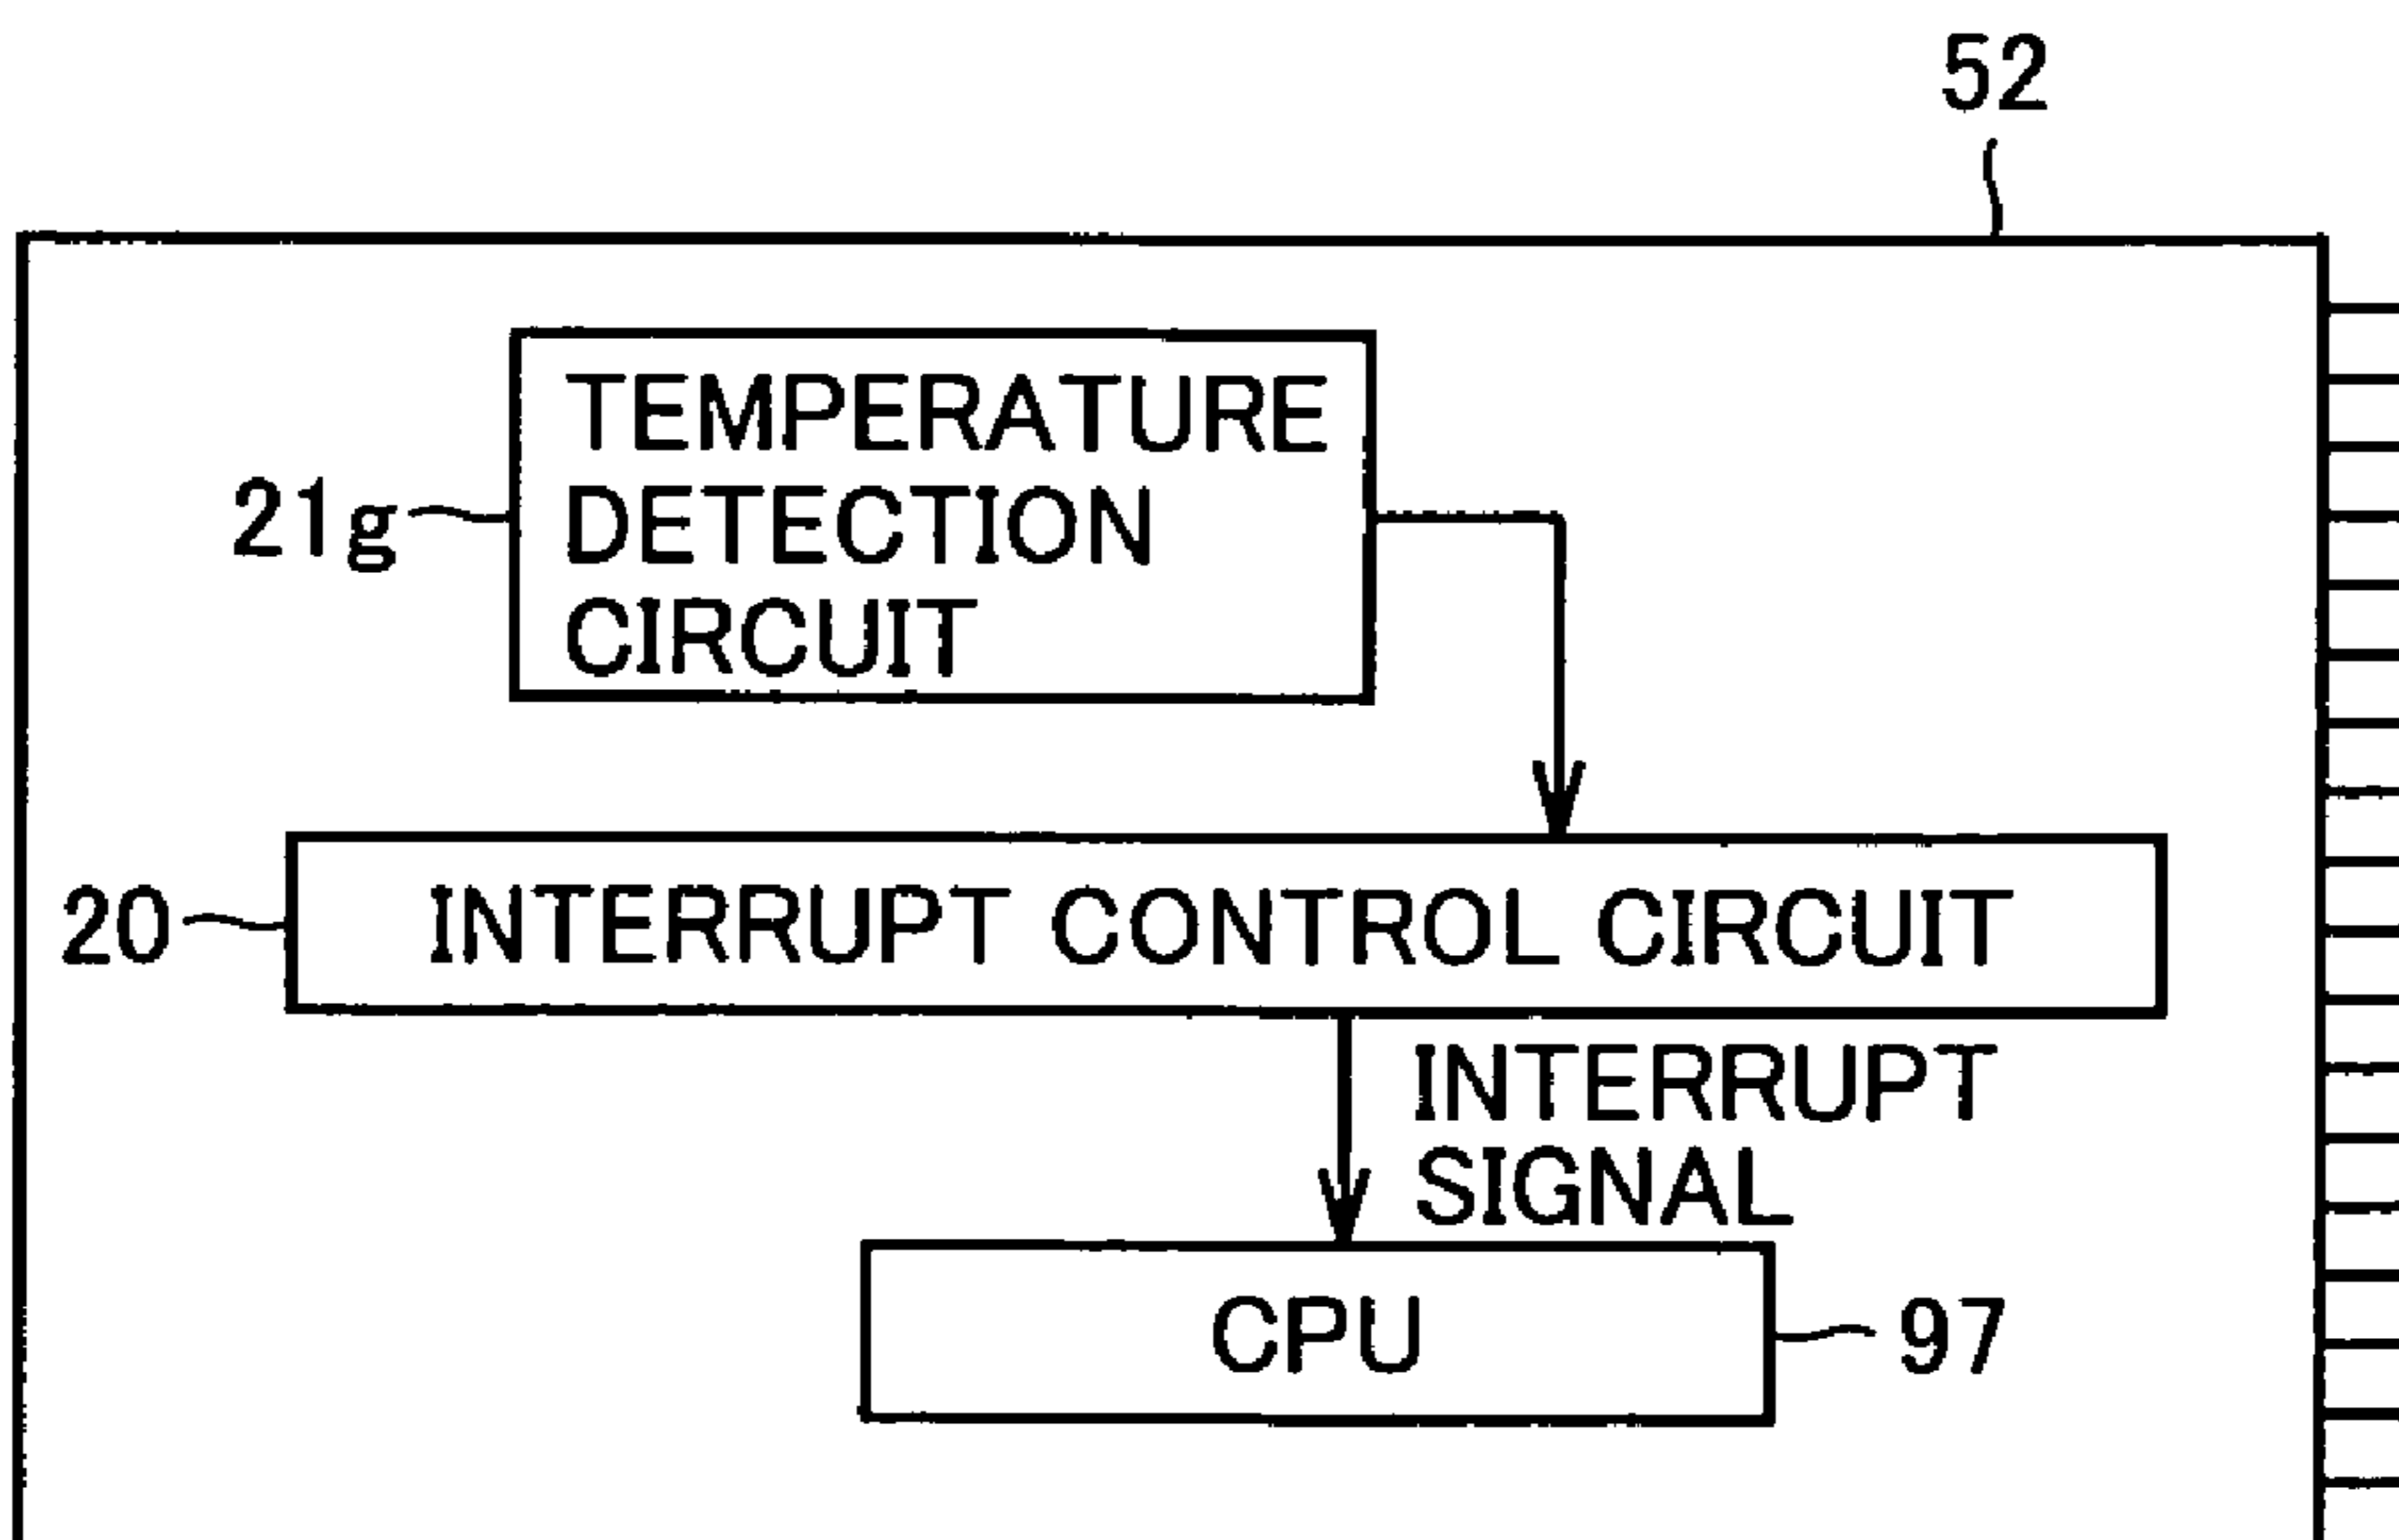 52
TEMPERATURE
DETECTION
CIRCUIT
21g
20
INTERRUPT CONTROL CIRCUIT
INTERRUPT
SIGNAL
CPU
97